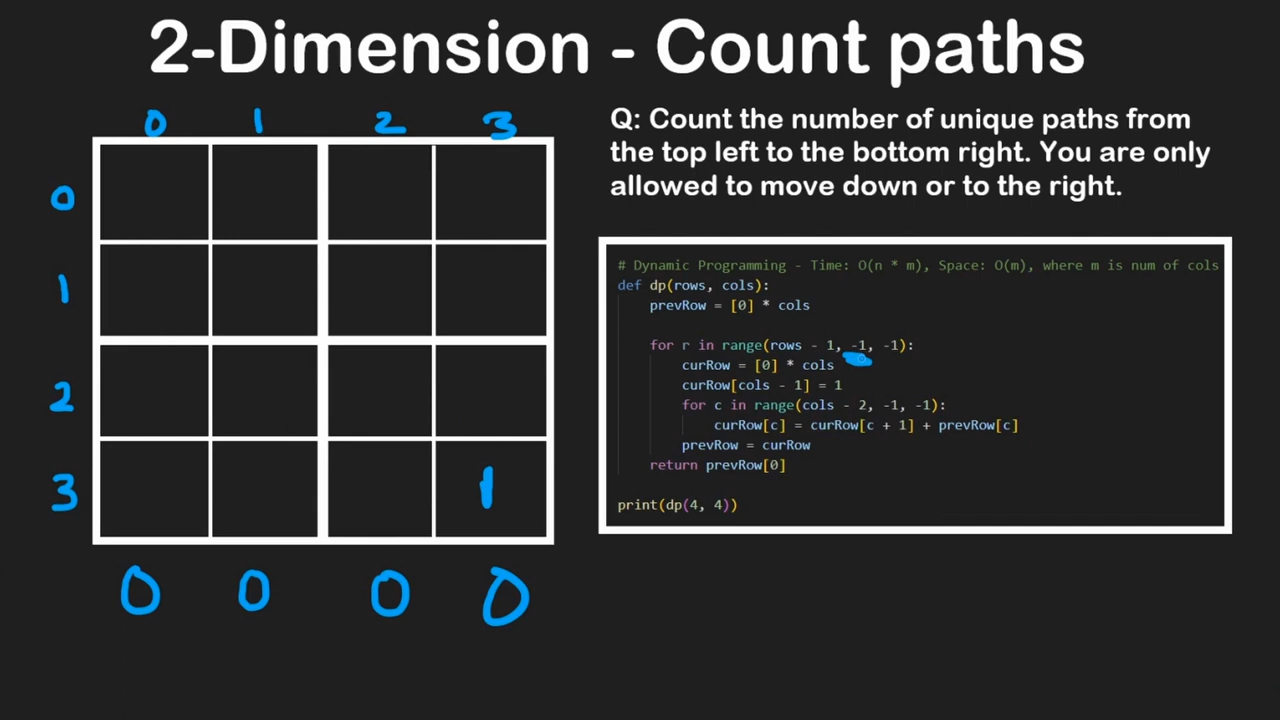 2-Dimension - Count paths
0 1 2 3
0
1
2
3 1
0 0 0 0
Q: Count the number of unique paths from
the top left to the bottom right. You are only
allowed to move down or to the right.
# Dynamic Programming - Time: O(n * m), Space: O(m), where m is num of cols
def dp(rows, cols):
    prevRow = [0] * cols
    for r in range(rows - 1, -1, -1):
        curRow = [0] * cols
        curRow[cols - 1] = 1
        for c in range(cols - 2, -1, -1):
            curRow[c] = curRow[c + 1] + prevRow[c]
        prevRow = curRow
    return prevRow[0]
print(dp(4, 4))